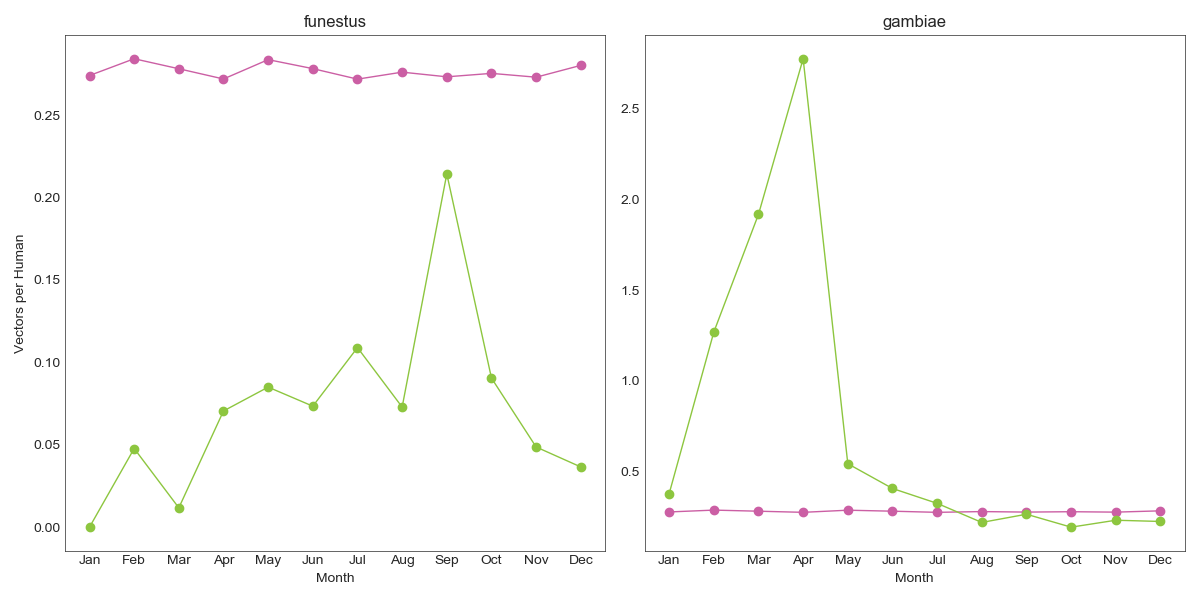 funestus
gambiae
Vectors per Human
0.25
0.20
0.15
0.10
0.05
0.00
Jan Feb Mar Apr May Jun Jul Aug Sep Oct Nov Dec
Month
2.5
2.0
1.5
1.0
0.5
Jan Feb Mar Apr May Jun Jul Aug Sep Oct Nov Dec
Month